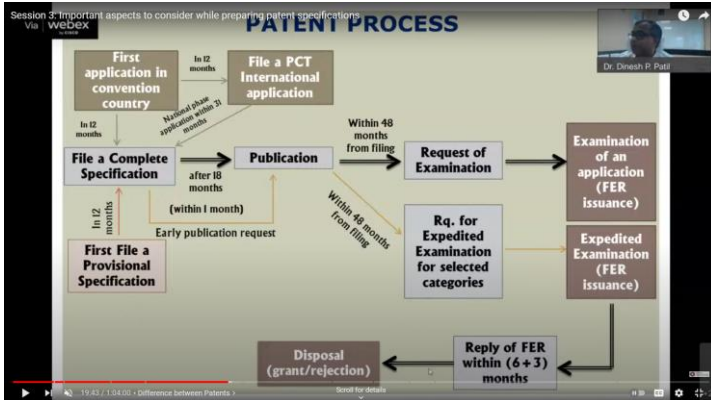 Session 3: Important aspects to consider while preparing patent specifications
Via webex
PATENT PROCESS
Dr. Dinesh P. Patil
First
application in
convention
country
In 12
months
File a PCT
International
application
In 12
months
National phase
application within 31
months
File a Complete
Specification
after 18
months
Publication
Within 48
months
from filing
Request of
Examination
Examination
of an
application
(FER
issuance)
(within 1 month)
Early publication request
In 12
months
First File a
Provisional
Specification
Within 48 months
from filing
Rq. for
Expedited
Examination
for selected
categories
Expedited
Examination
(FER
issuance)
Disposal
(grant/rejection)
Reply of FER
within (6+3)
months
19:43 / 1:04:00 • Difference between Patents >
Scroll for details